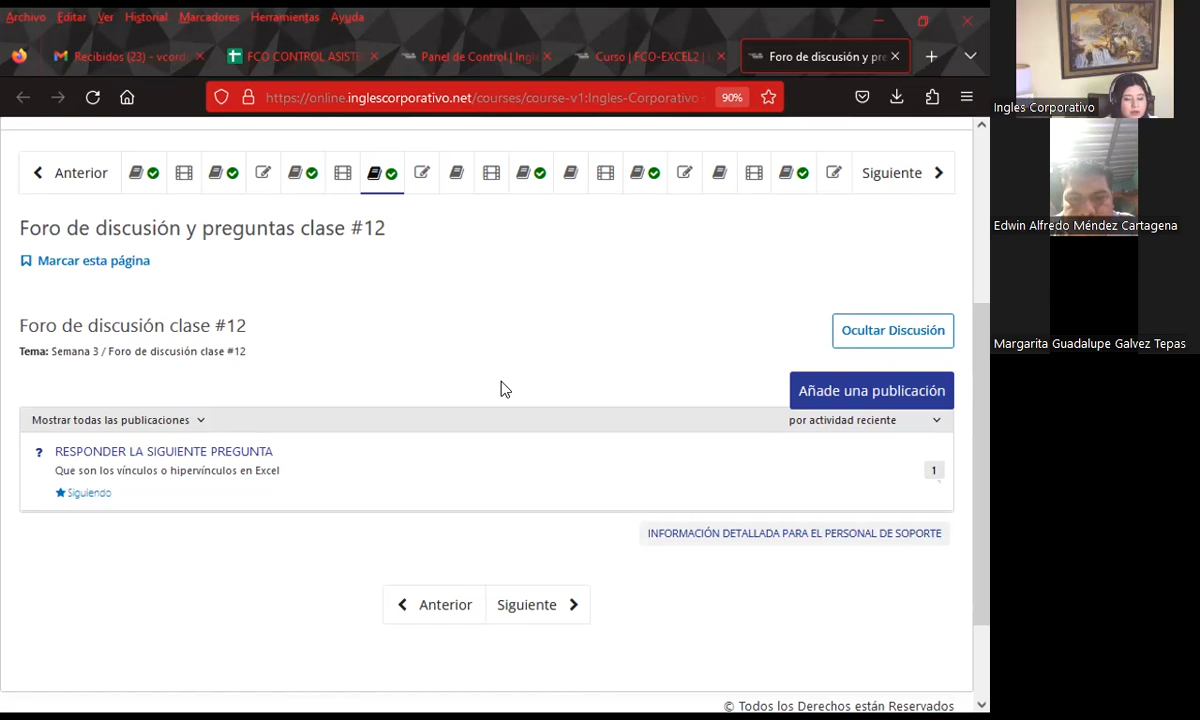 Archivo Editar Ver Historial Marcadores Herramientas Ayuda
Recibidos (23) - vcord
FCO CONTROL ASISTE
Panel de Control | Ingl
Curso | FCO-EXCEL2 | I
Foro de discusión y pre
https://online.inglescorporativo.net/courses/course-v1:Ingles-Corporativo
90%
Anterior
Siguiente
Foro de discusión y preguntas clase #12
Marcar esta página
Foro de discusión clase #12
Ocultar Discusión
Tema: Semana 3 / Foro de discusión clase #12
Añade una publicación
Mostrar todas las publicaciones
por actividad reciente
? RESPONDER LA SIGUIENTE PREGUNTA
Que son los vínculos o hipervínculos en Excel
1
Siguiendo
INFORMACIÓN DETALLADA PARA EL PERSONAL DE SOPORTE
Anterior Siguiente
© Todos los Derechos están Reservados
Ingles Corporativo
Edwin Alfredo Méndez Cartagena
Margarita Guadalupe Galvez Tepas